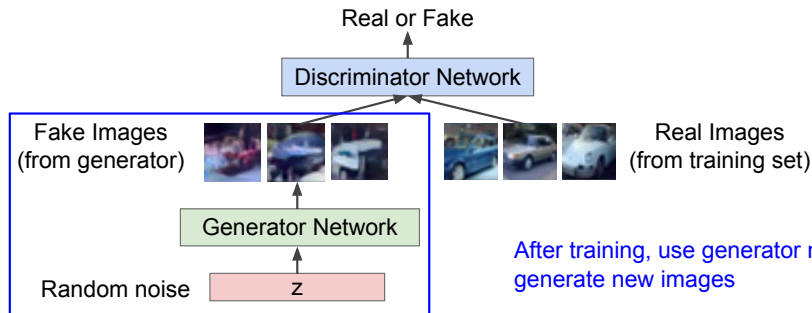 Real or Fake
Discriminator Network
Fake Images
(from generator)
Real Images
(from training set)
Generator Network
After training, use generator
generate new images
Random noise
z